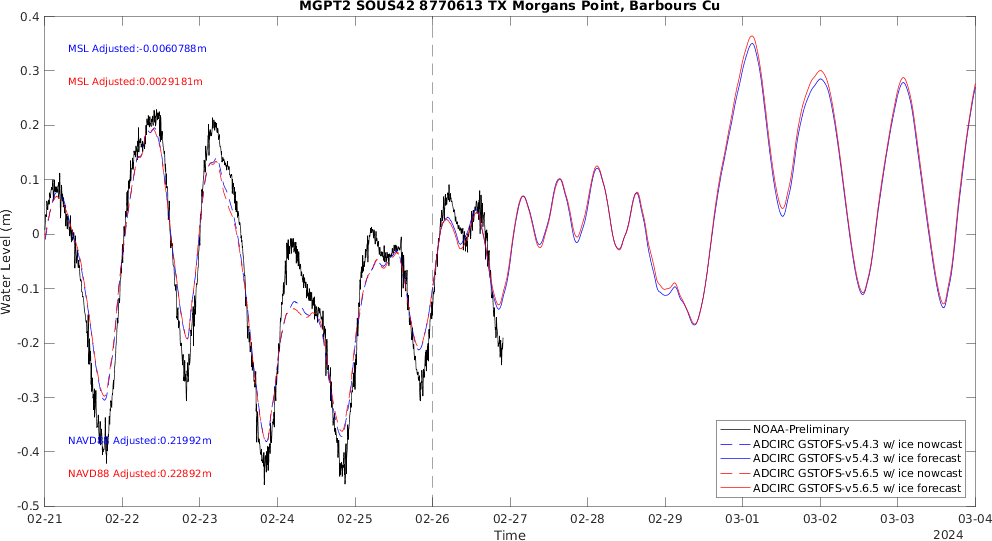 MGPT2 SOUS42 8770613 TX Morgans Point, Barbours Cu
0.4
0.3
0.2
0.1
0
-0.1
-0.2
-0.3
-0.4
-0.5
Water Level (m)
MSL Adjusted:-0.0060788m
MSL Adjusted:0.0029181m
NAVD88 Adjusted:0.21992m
NAVD88 Adjusted:0.22892m
NOAA-Preliminary
ADCIRC GSTOFS-v5.4.3 w/ ice nowcast
ADCIRC GSTOFS-v5.4.3 w/ ice forecast
ADCIRC GSTOFS-v5.6.5 w/ ice nowcast
ADCIRC GSTOFS-v5.6.5 w/ ice forecast
02-21 02-22 02-23 02-24 02-25 02-26 02-27 02-28 02-29 03-01 03-02 03-03 03-04
Time
2024